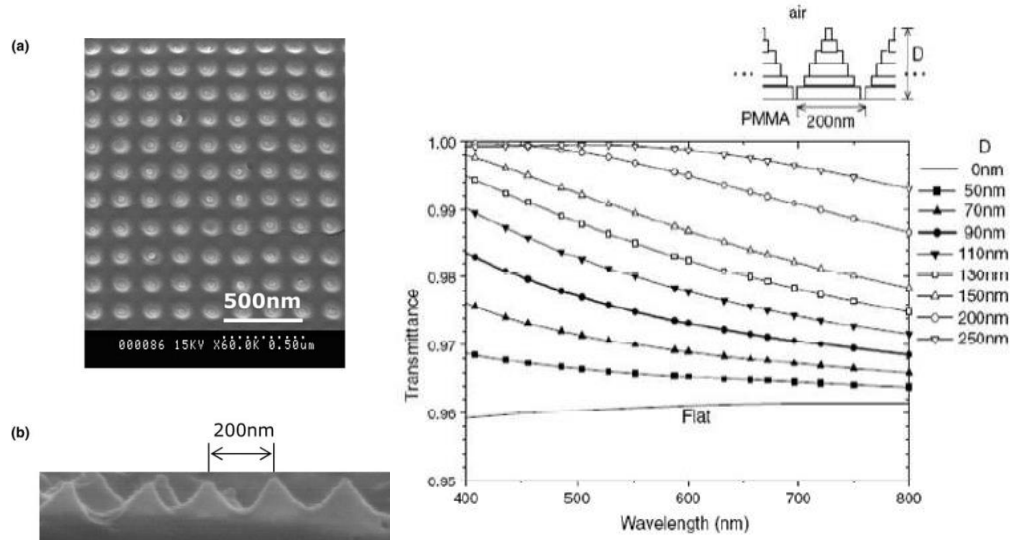 (a)
500nm
000086 15KV X60.0K 0.50um
(b)
200nm
air
D
PMMA
200nm
Transmittance
1.00
0.99
0.98
0.97
0.96
0.95
Flat
400
500
600
700
800
Wavelength (nm)
D
0nm
50nm
70nm
90nm
110nm
130nm
150nm
200nm
250nm